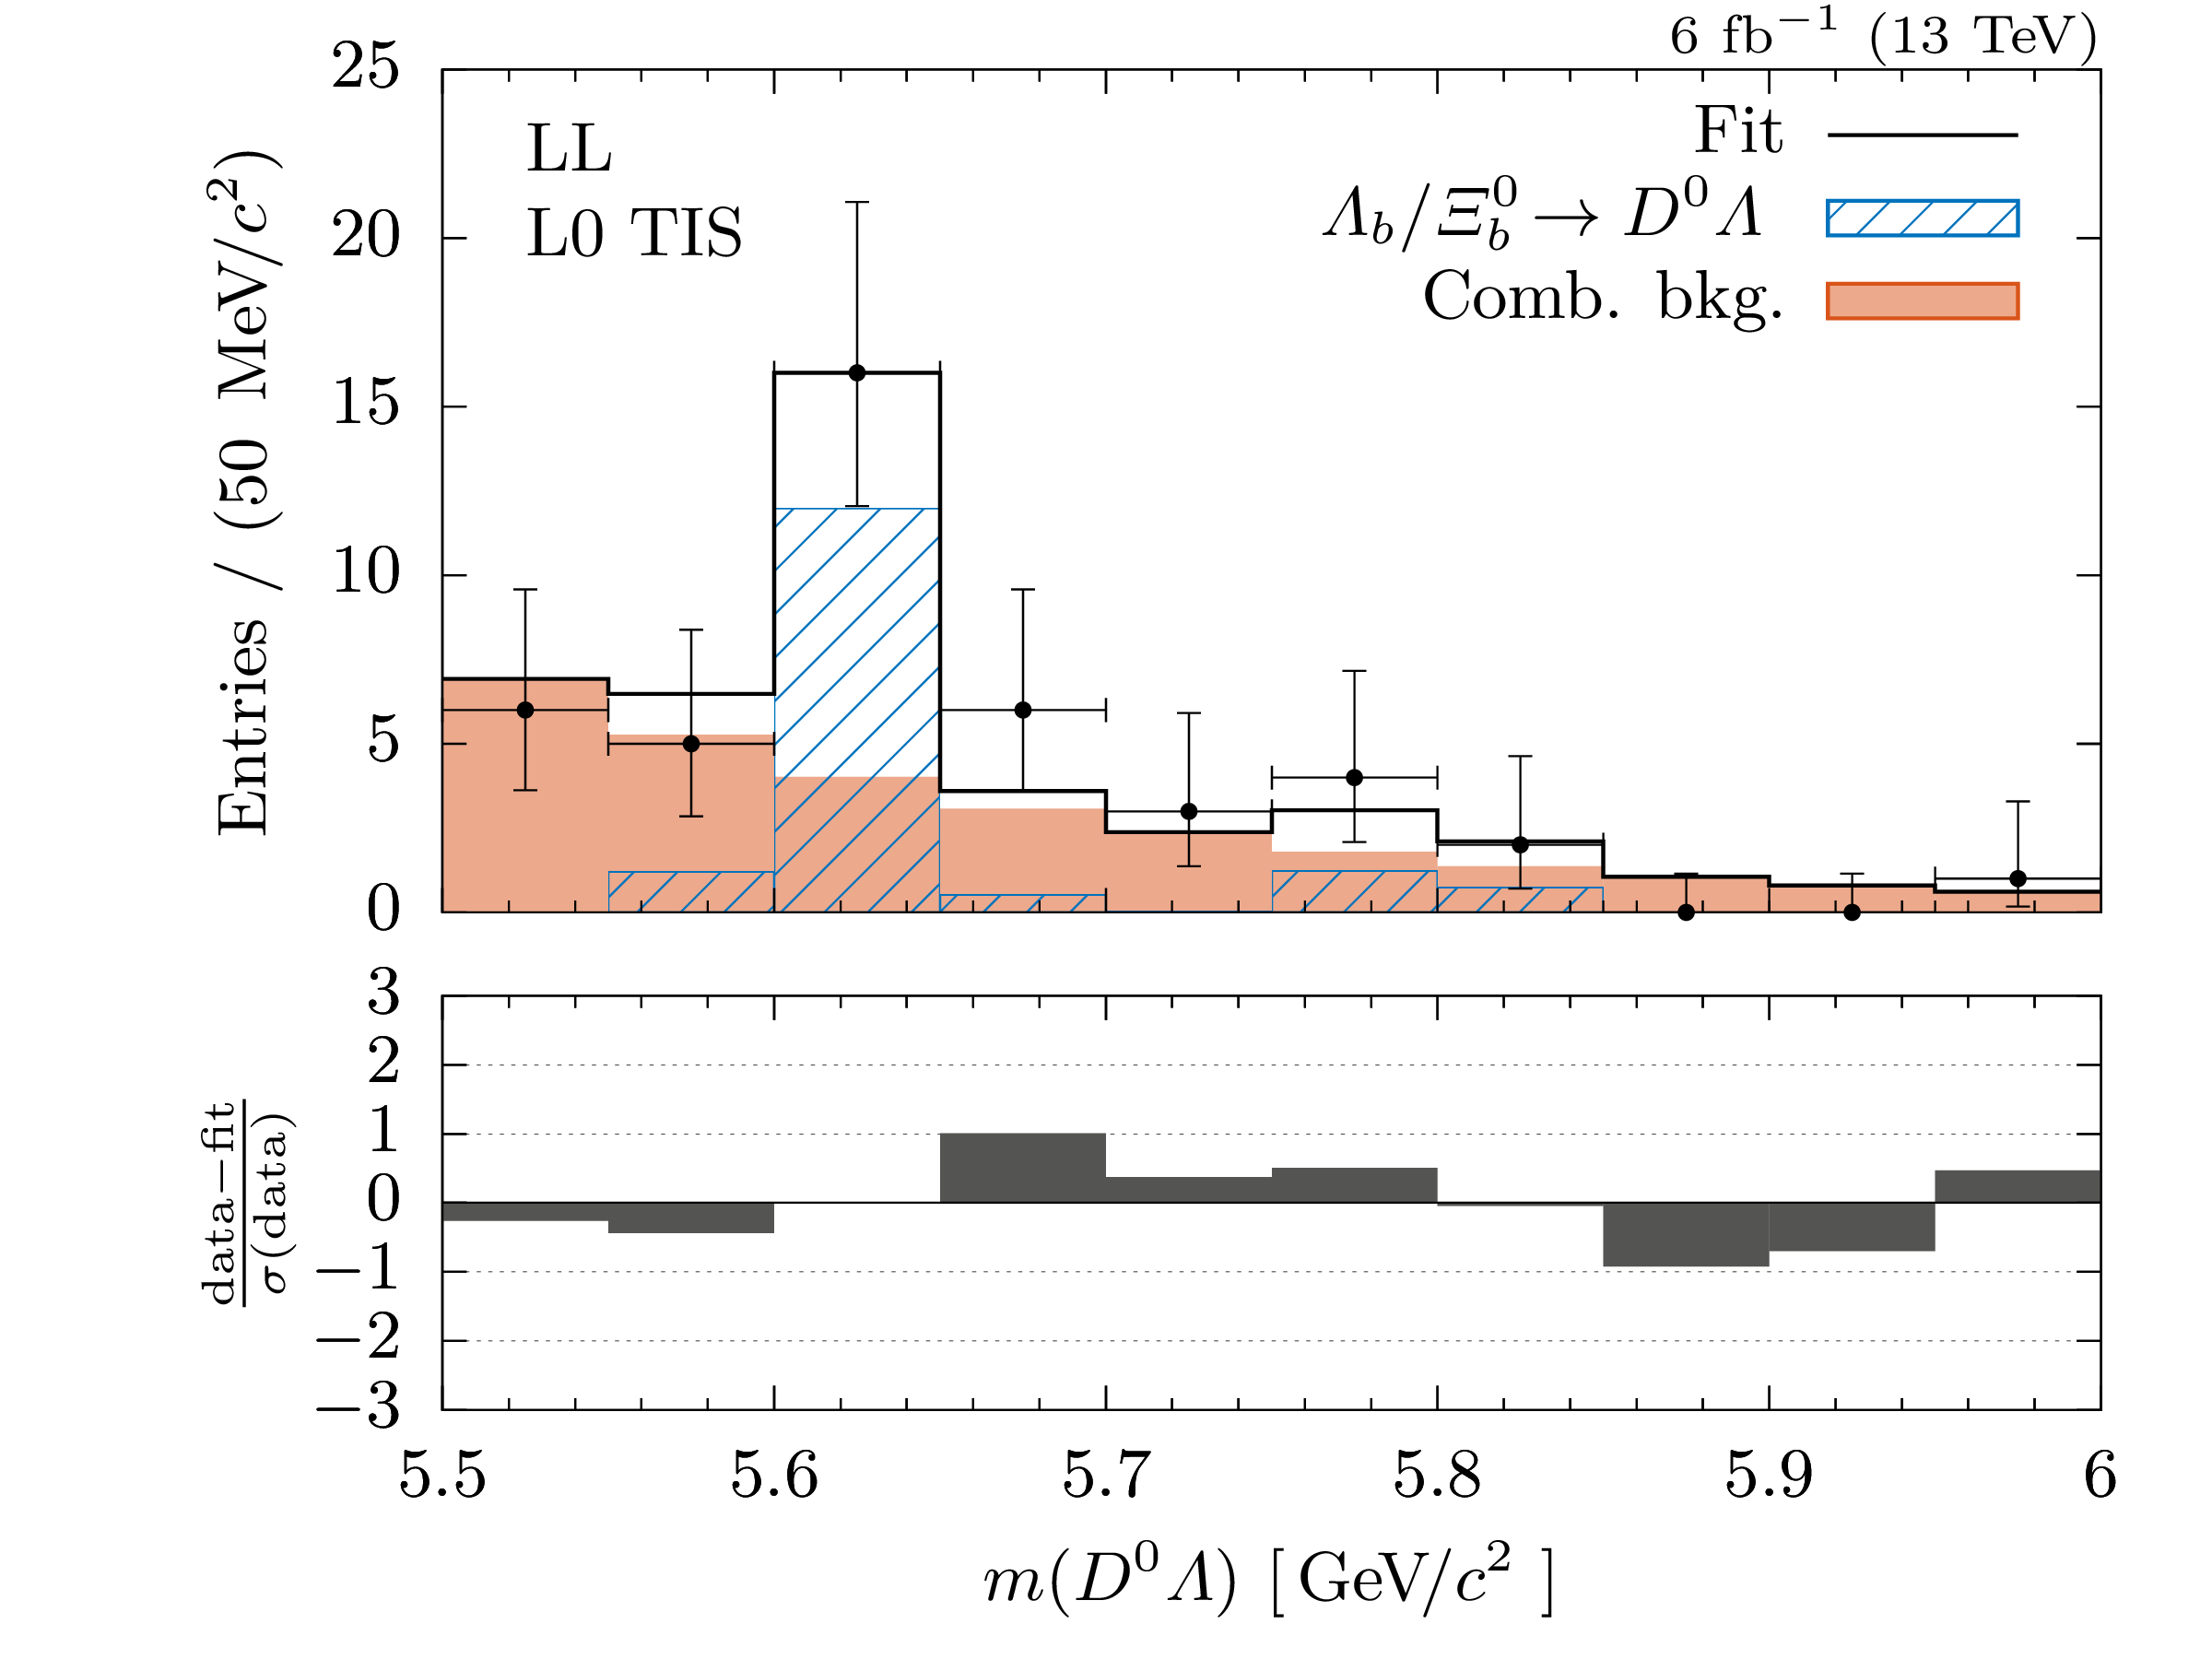 6 fb⁻¹ (13 TeV)
25
20
15
10
5
0
Entries / (50 MeV/c²)
LL
L0 TIS
Fit
Λb/Ξb⁰ → D⁰Λ
Comb. bkg.
3
2
1
0
−1
−2
−3
data−fit
σ(data)
5.5 5.6 5.7 5.8 5.9 6
m(D⁰Λ) [GeV/c² ]